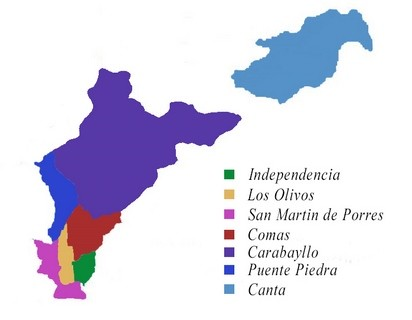 Independencia
Los Olivos
San Martin de Porres
Comas
Carabayllo
Puente Piedra
Canta